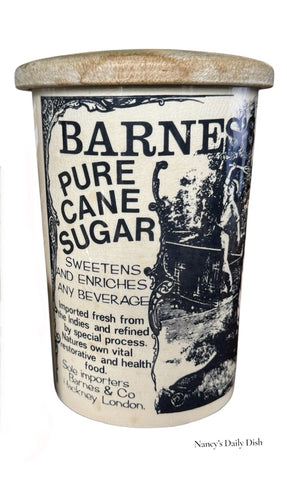 BARNES
PURE
CANE
SUGAR
SWEETENS
AND ENRICHES
ANY BEVERAGE
Imported fresh from
the indies and refined
by special process.
Natures own vital
restorative and health
food.
Sole importers
Barnes & Co
Hackney London.
Nancy's Daily Dish